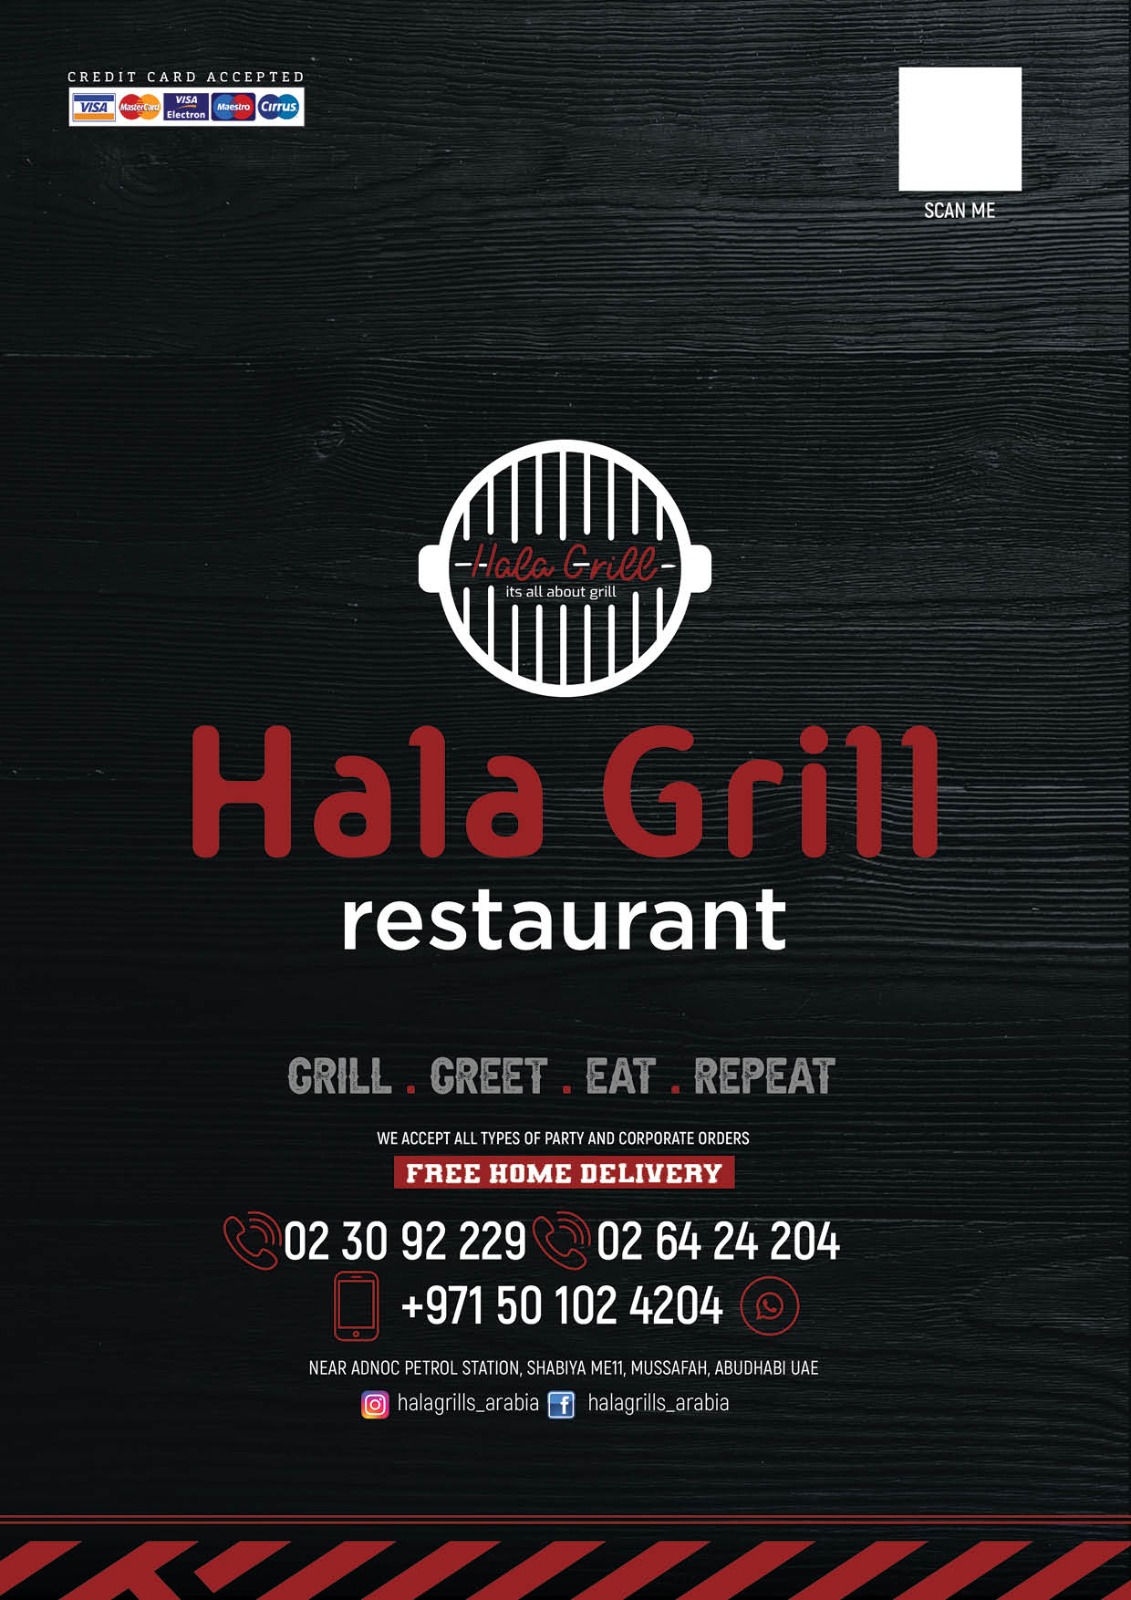 CREDIT CARD ACCEPTED
VISA MasterCard VISA Electron Maestro Cirrus
SCAN ME
Hala Grill
its all about grill
Hala Grill
restaurant
GRILL . GREET . EAT . REPEAT
WE ACCEPT ALL TYPES OF PARTY AND CORPORATE ORDERS
FREE HOME DELIVERY
02 30 92 229 02 64 24 204
+971 50 102 4204
NEAR ADNOC PETROL STATION, SHABIYA ME11, MUSSAFAH, ABUDHABI UAE
halagrills_arabia halagrills_arabia